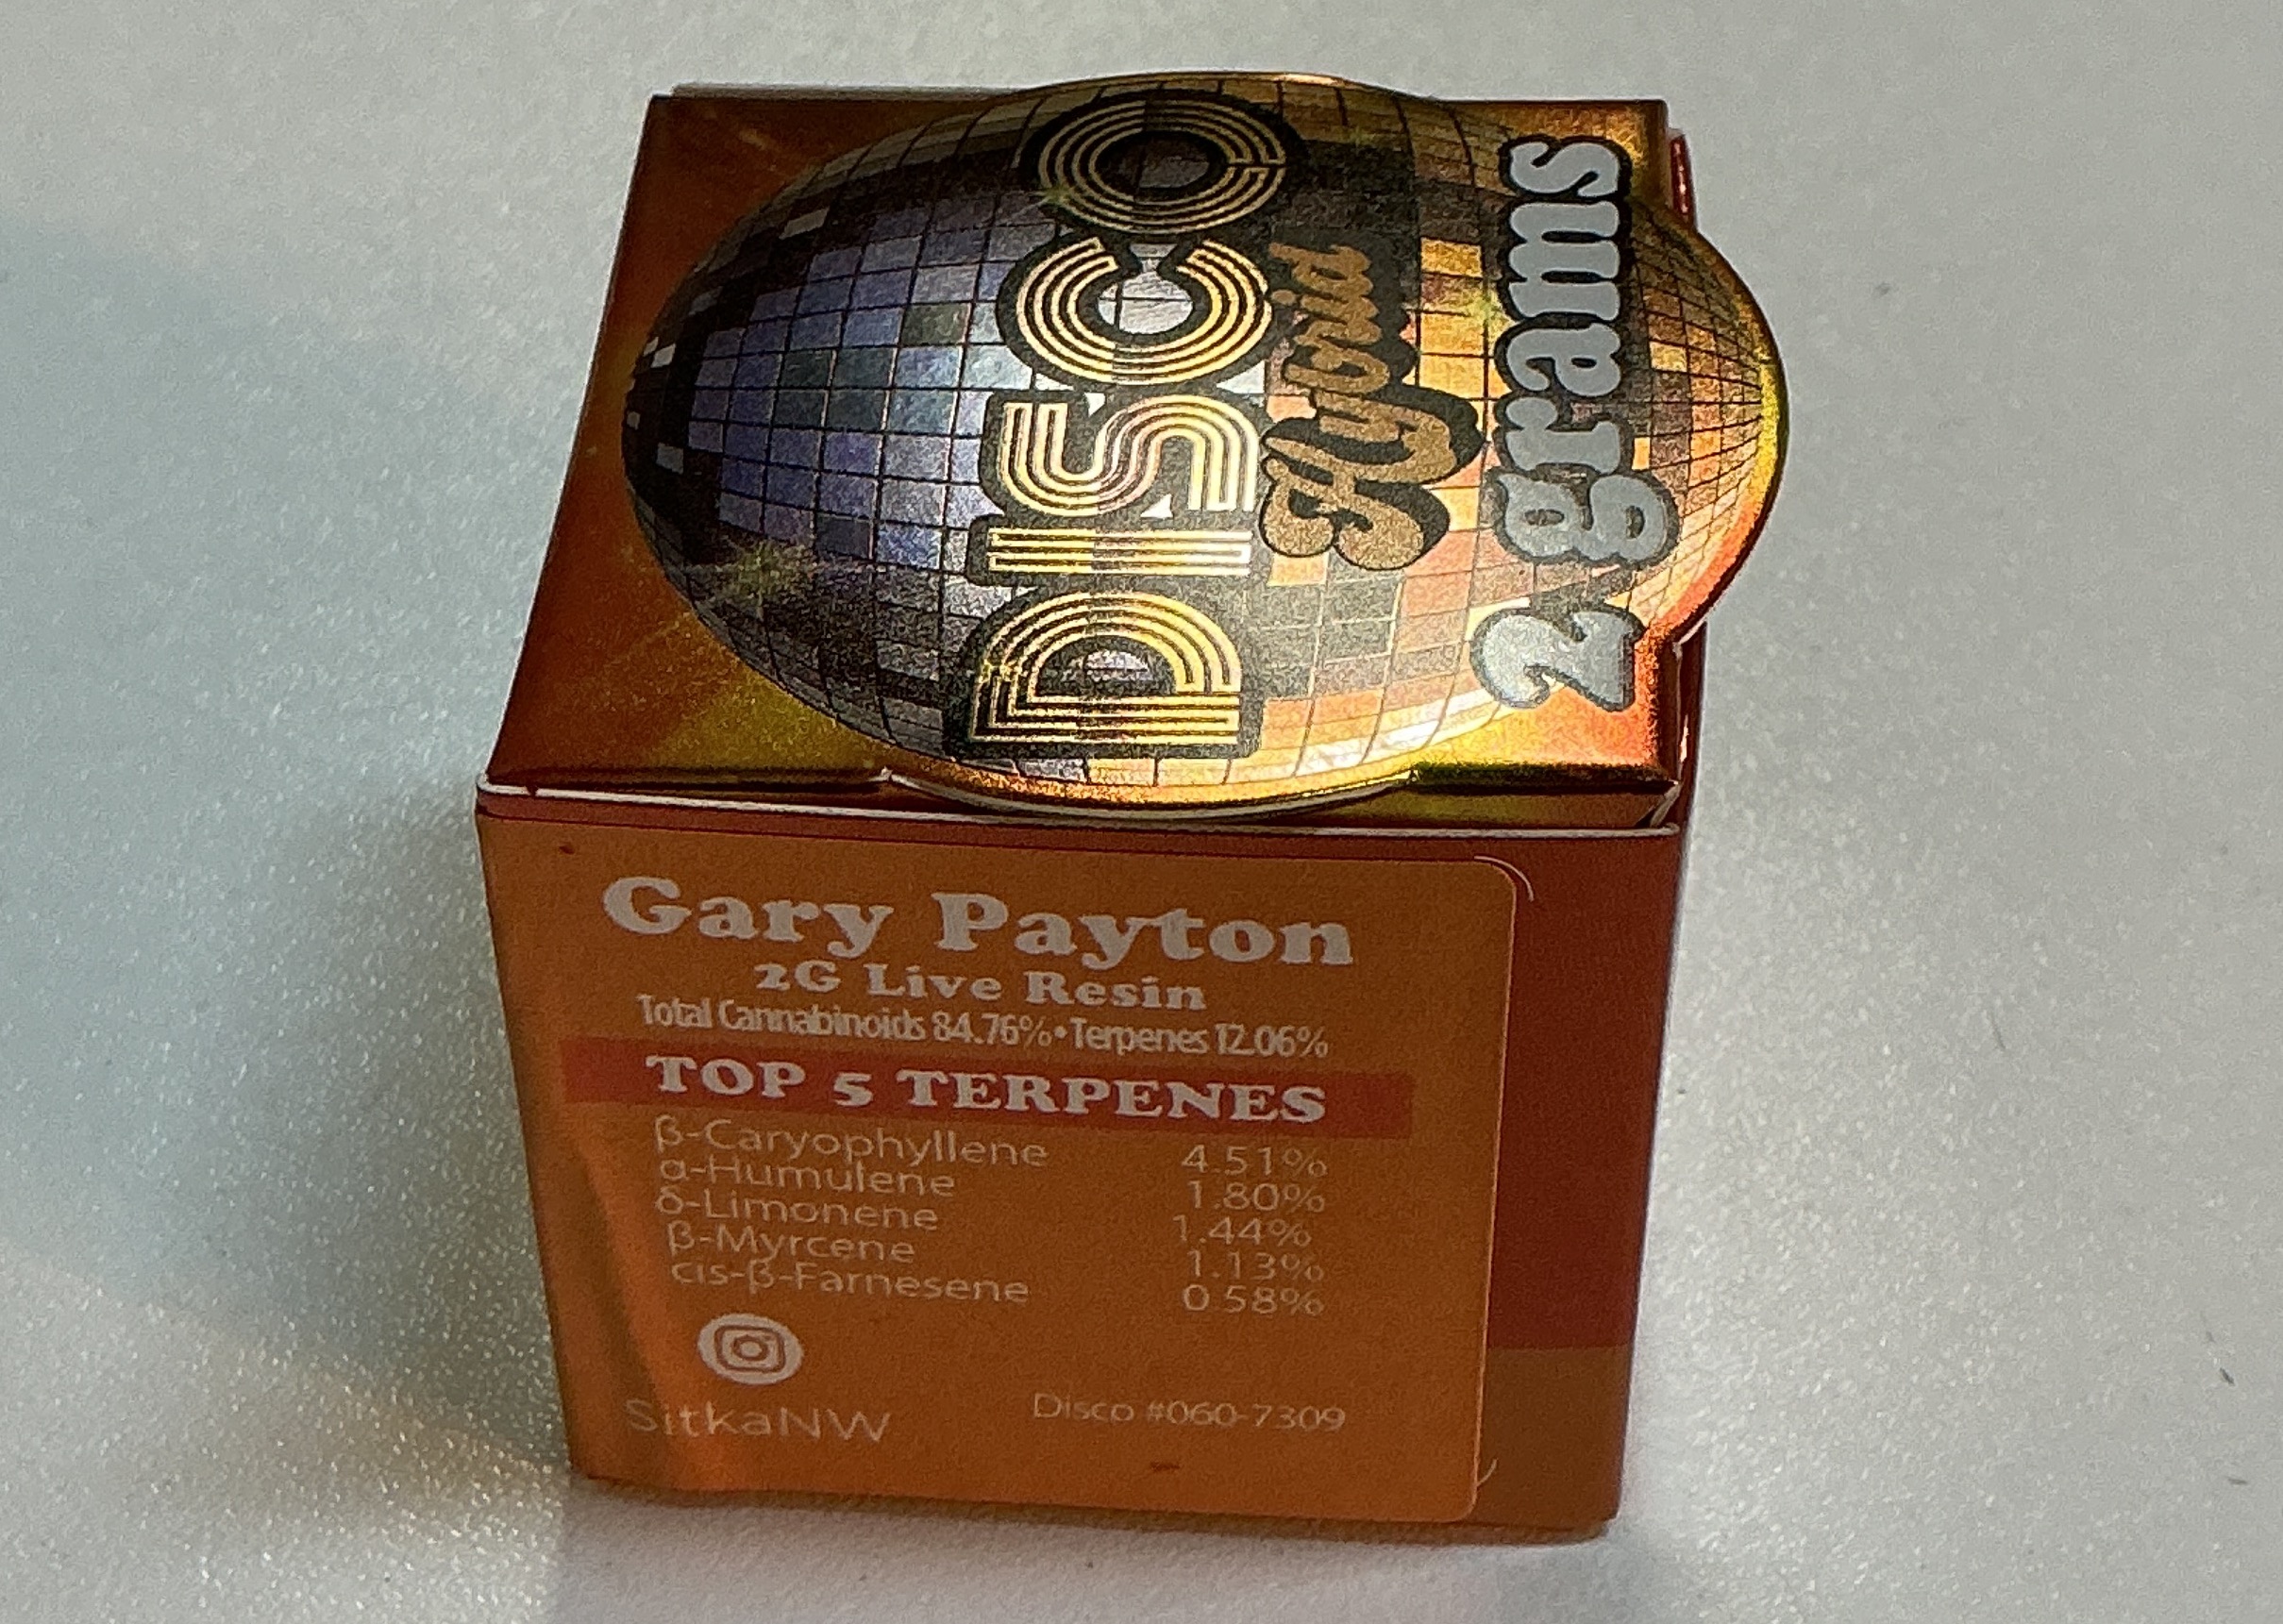 DISCO
Hybrid
2 grams
Gary Payton
2G Live Resin
Total Cannabinoids 84.76% • Terpenes 12.06%
TOP 5 TERPENES
β-Caryophyllene 4.51%
α-Humulene 1.80%
δ-Limonene 1.44%
β-Myrcene 1.13%
cis-β-Farnesene 0.58%
SitkaNW
Disco #060-7309